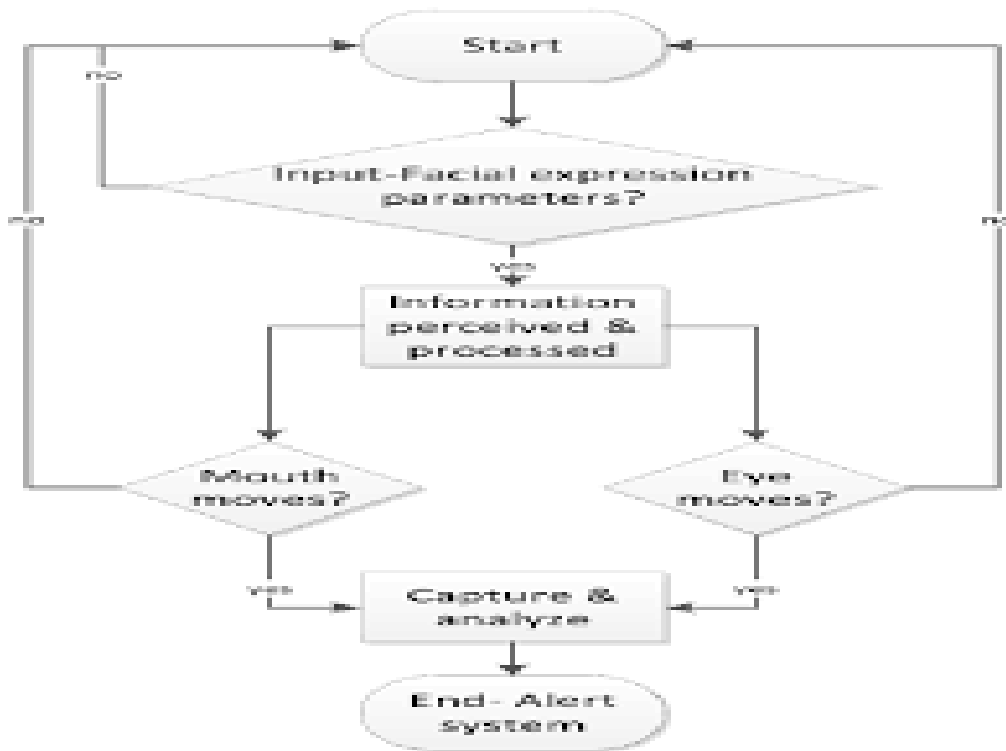 Start
no
Input-Facial expression
parameters?
no
no
yes
Information
perceived &
processed
Mouth
moves?
Eye
moves?
yes
yes
Capture &
analyze
End- Alert
system